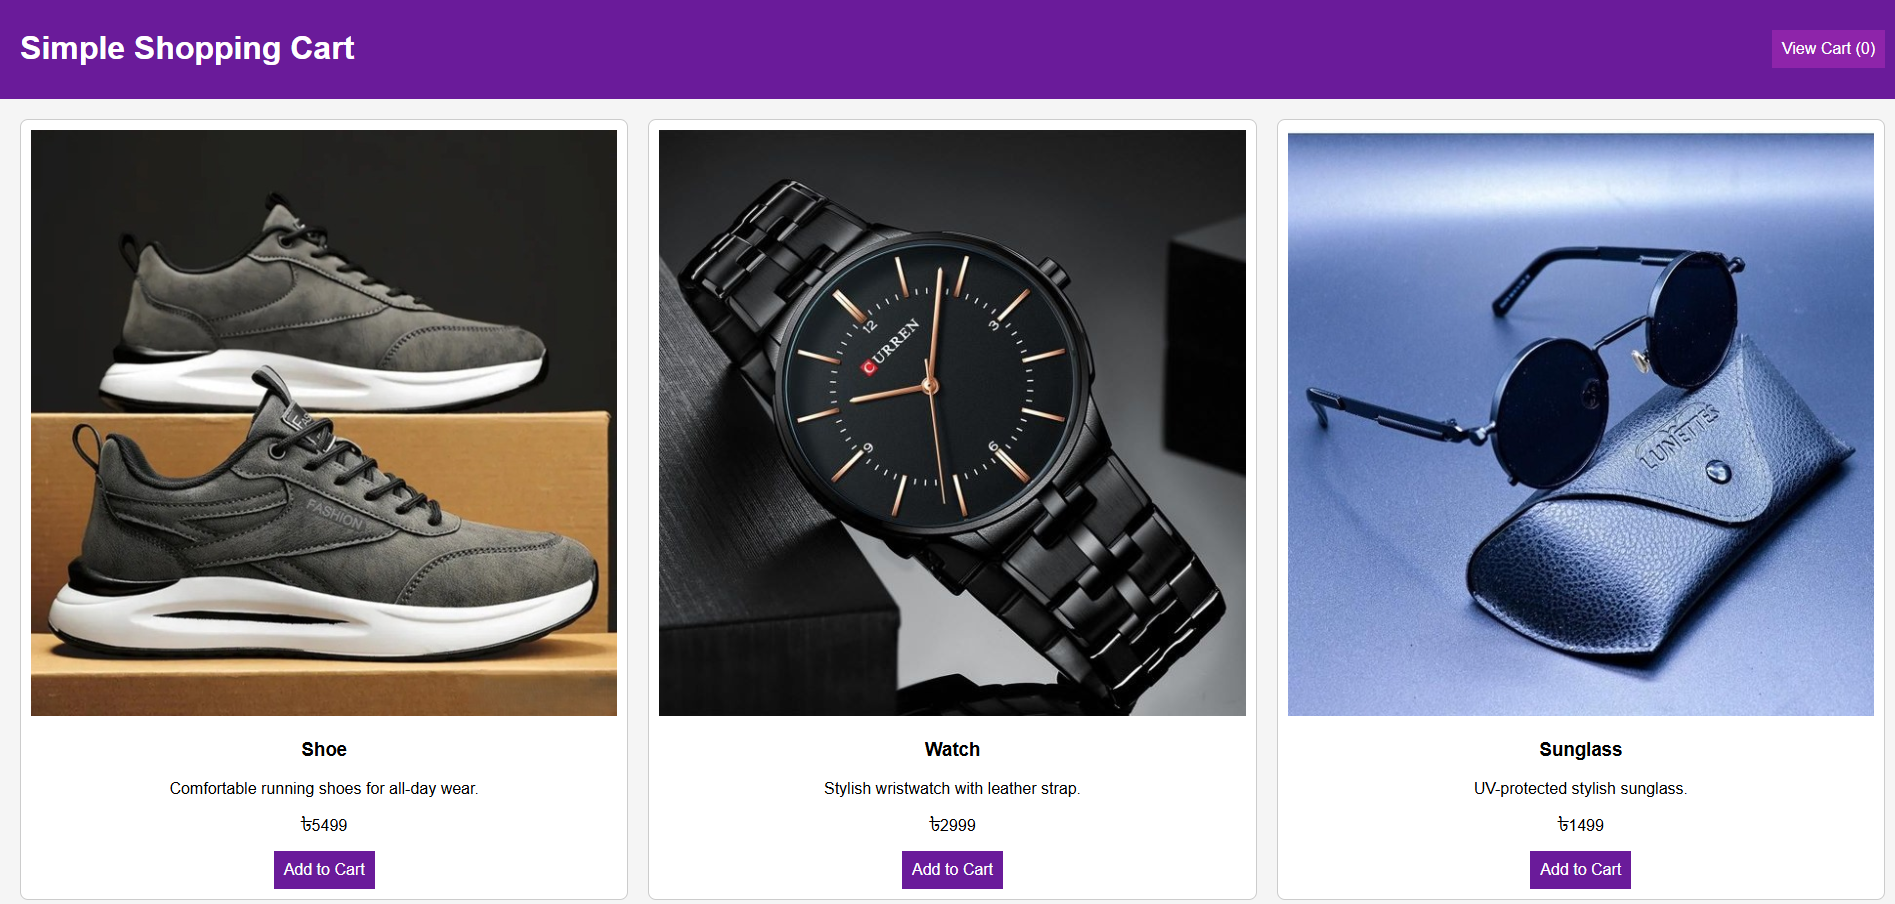 Simple Shopping Cart
View Cart (0)
FASHION
12
3
CURREN
9
6
LUNETTES
Shoe
Comfortable running shoes for all-day wear.
৳5499
Add to Cart
Watch
Stylish wristwatch with leather strap.
৳2999
Add to Cart
Sunglass
UV-protected stylish sunglass.
৳1499
Add to Cart